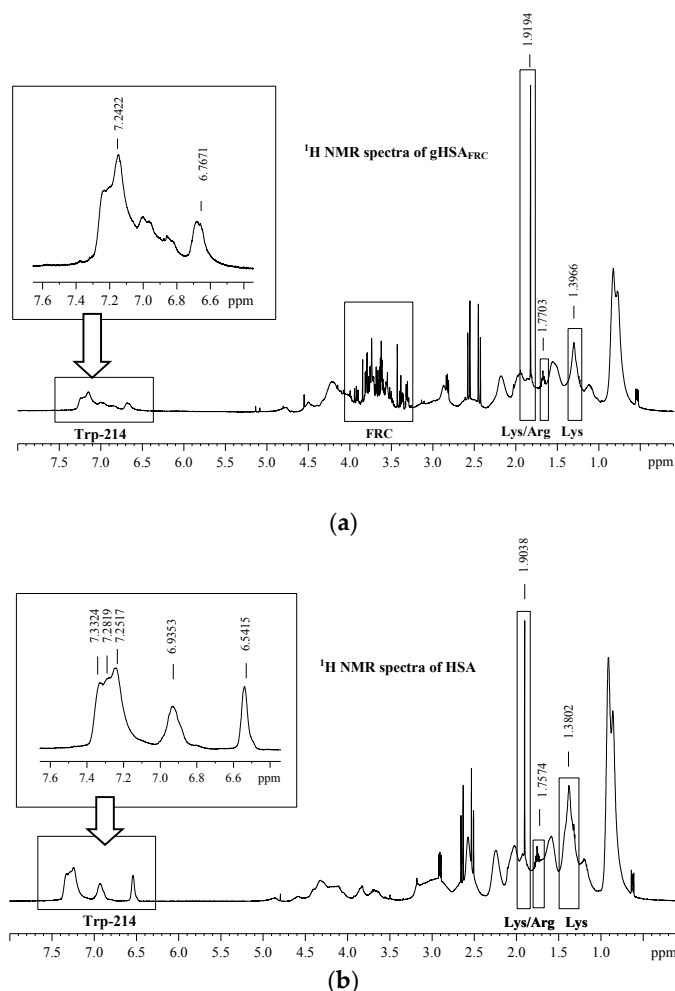 1.9194
7.2422
6.7671
¹H NMR spectra of gHSA_FRC
1.7703
1.3966
7.6 7.4 7.2 7.0 6.8 6.6 ppm
Trp-214
FRC
Lys/Arg Lys
7.5 7.0 6.5 6.0 5.5 5.0 4.5 4.0 3.5 3.0 2.5 2.0 1.5 1.0 ppm
(a)
1.9038
7.3324
7.2819
7.2517
6.9353
6.5415
¹H NMR spectra of HSA
1.7574
1.3802
7.6 7.4 7.2 7.0 6.8 6.6 ppm
Trp-214
Lys/Arg Lys
7.5 7.0 6.5 6.0 5.5 5.0 4.5 4.0 3.5 3.0 2.5 2.0 1.5 1.0 ppm
(b)